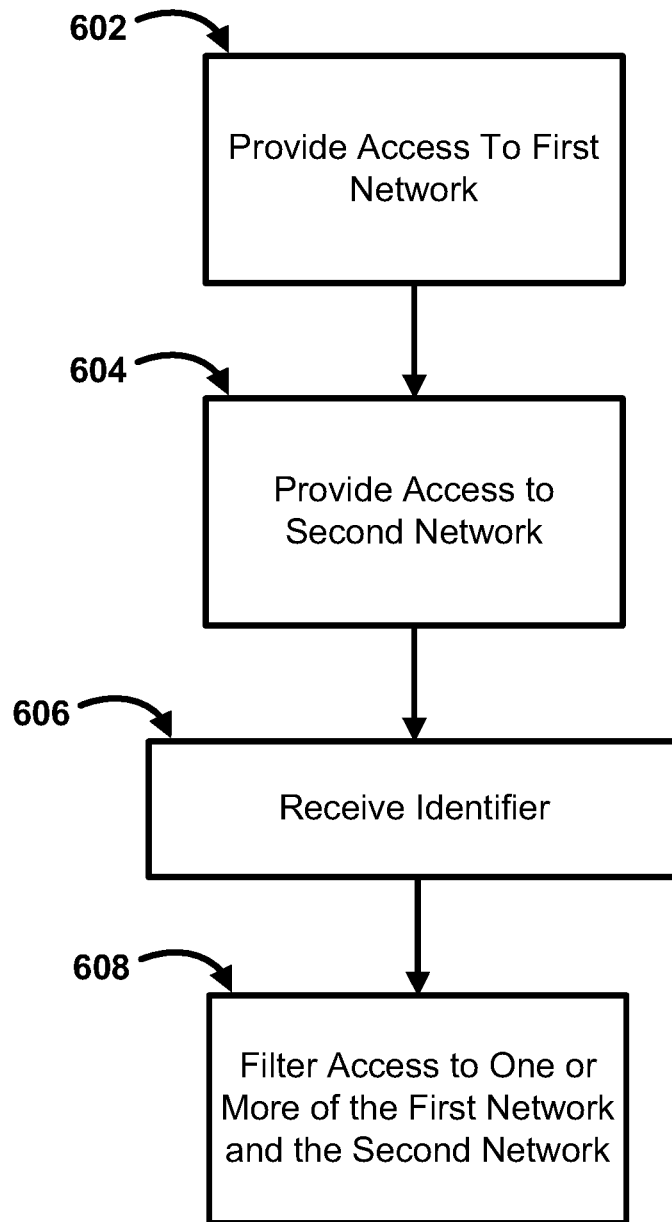 602
Provide Access To First
Network
604
Provide Access to
Second Network
606
Receive Identifier
608
Filter Access to One or
More of the First Network
and the Second Network